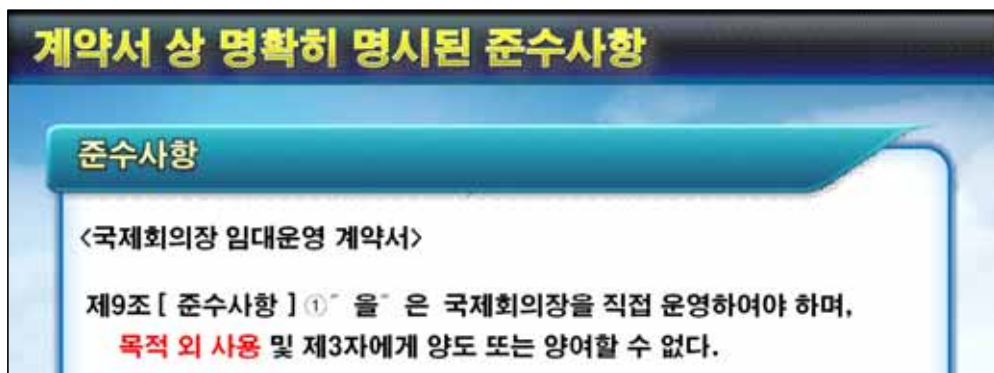 계약서 상 명확히 명시된 준수사항
준수사항
<국제회의장 임대운영 계약서>
제9조 [ 준수사항 ] ①" 을" 은 국제회의장을 직접 운영하여야 하며,
목적 외 사용 및 제3자에게 양도 또는 양여할 수 없다.